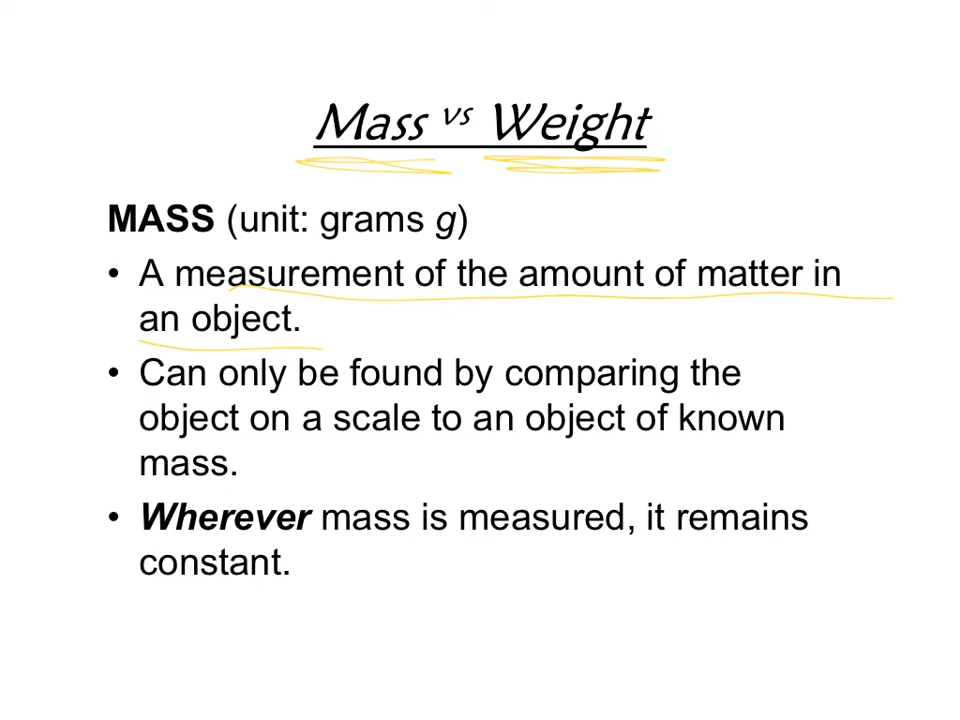 Mass vs Weight
MASS (unit: grams g)
• A measurement of the amount of matter in
an object.
• Can only be found by comparing the
object on a scale to an object of known
mass.
• Wherever mass is measured, it remains
constant.